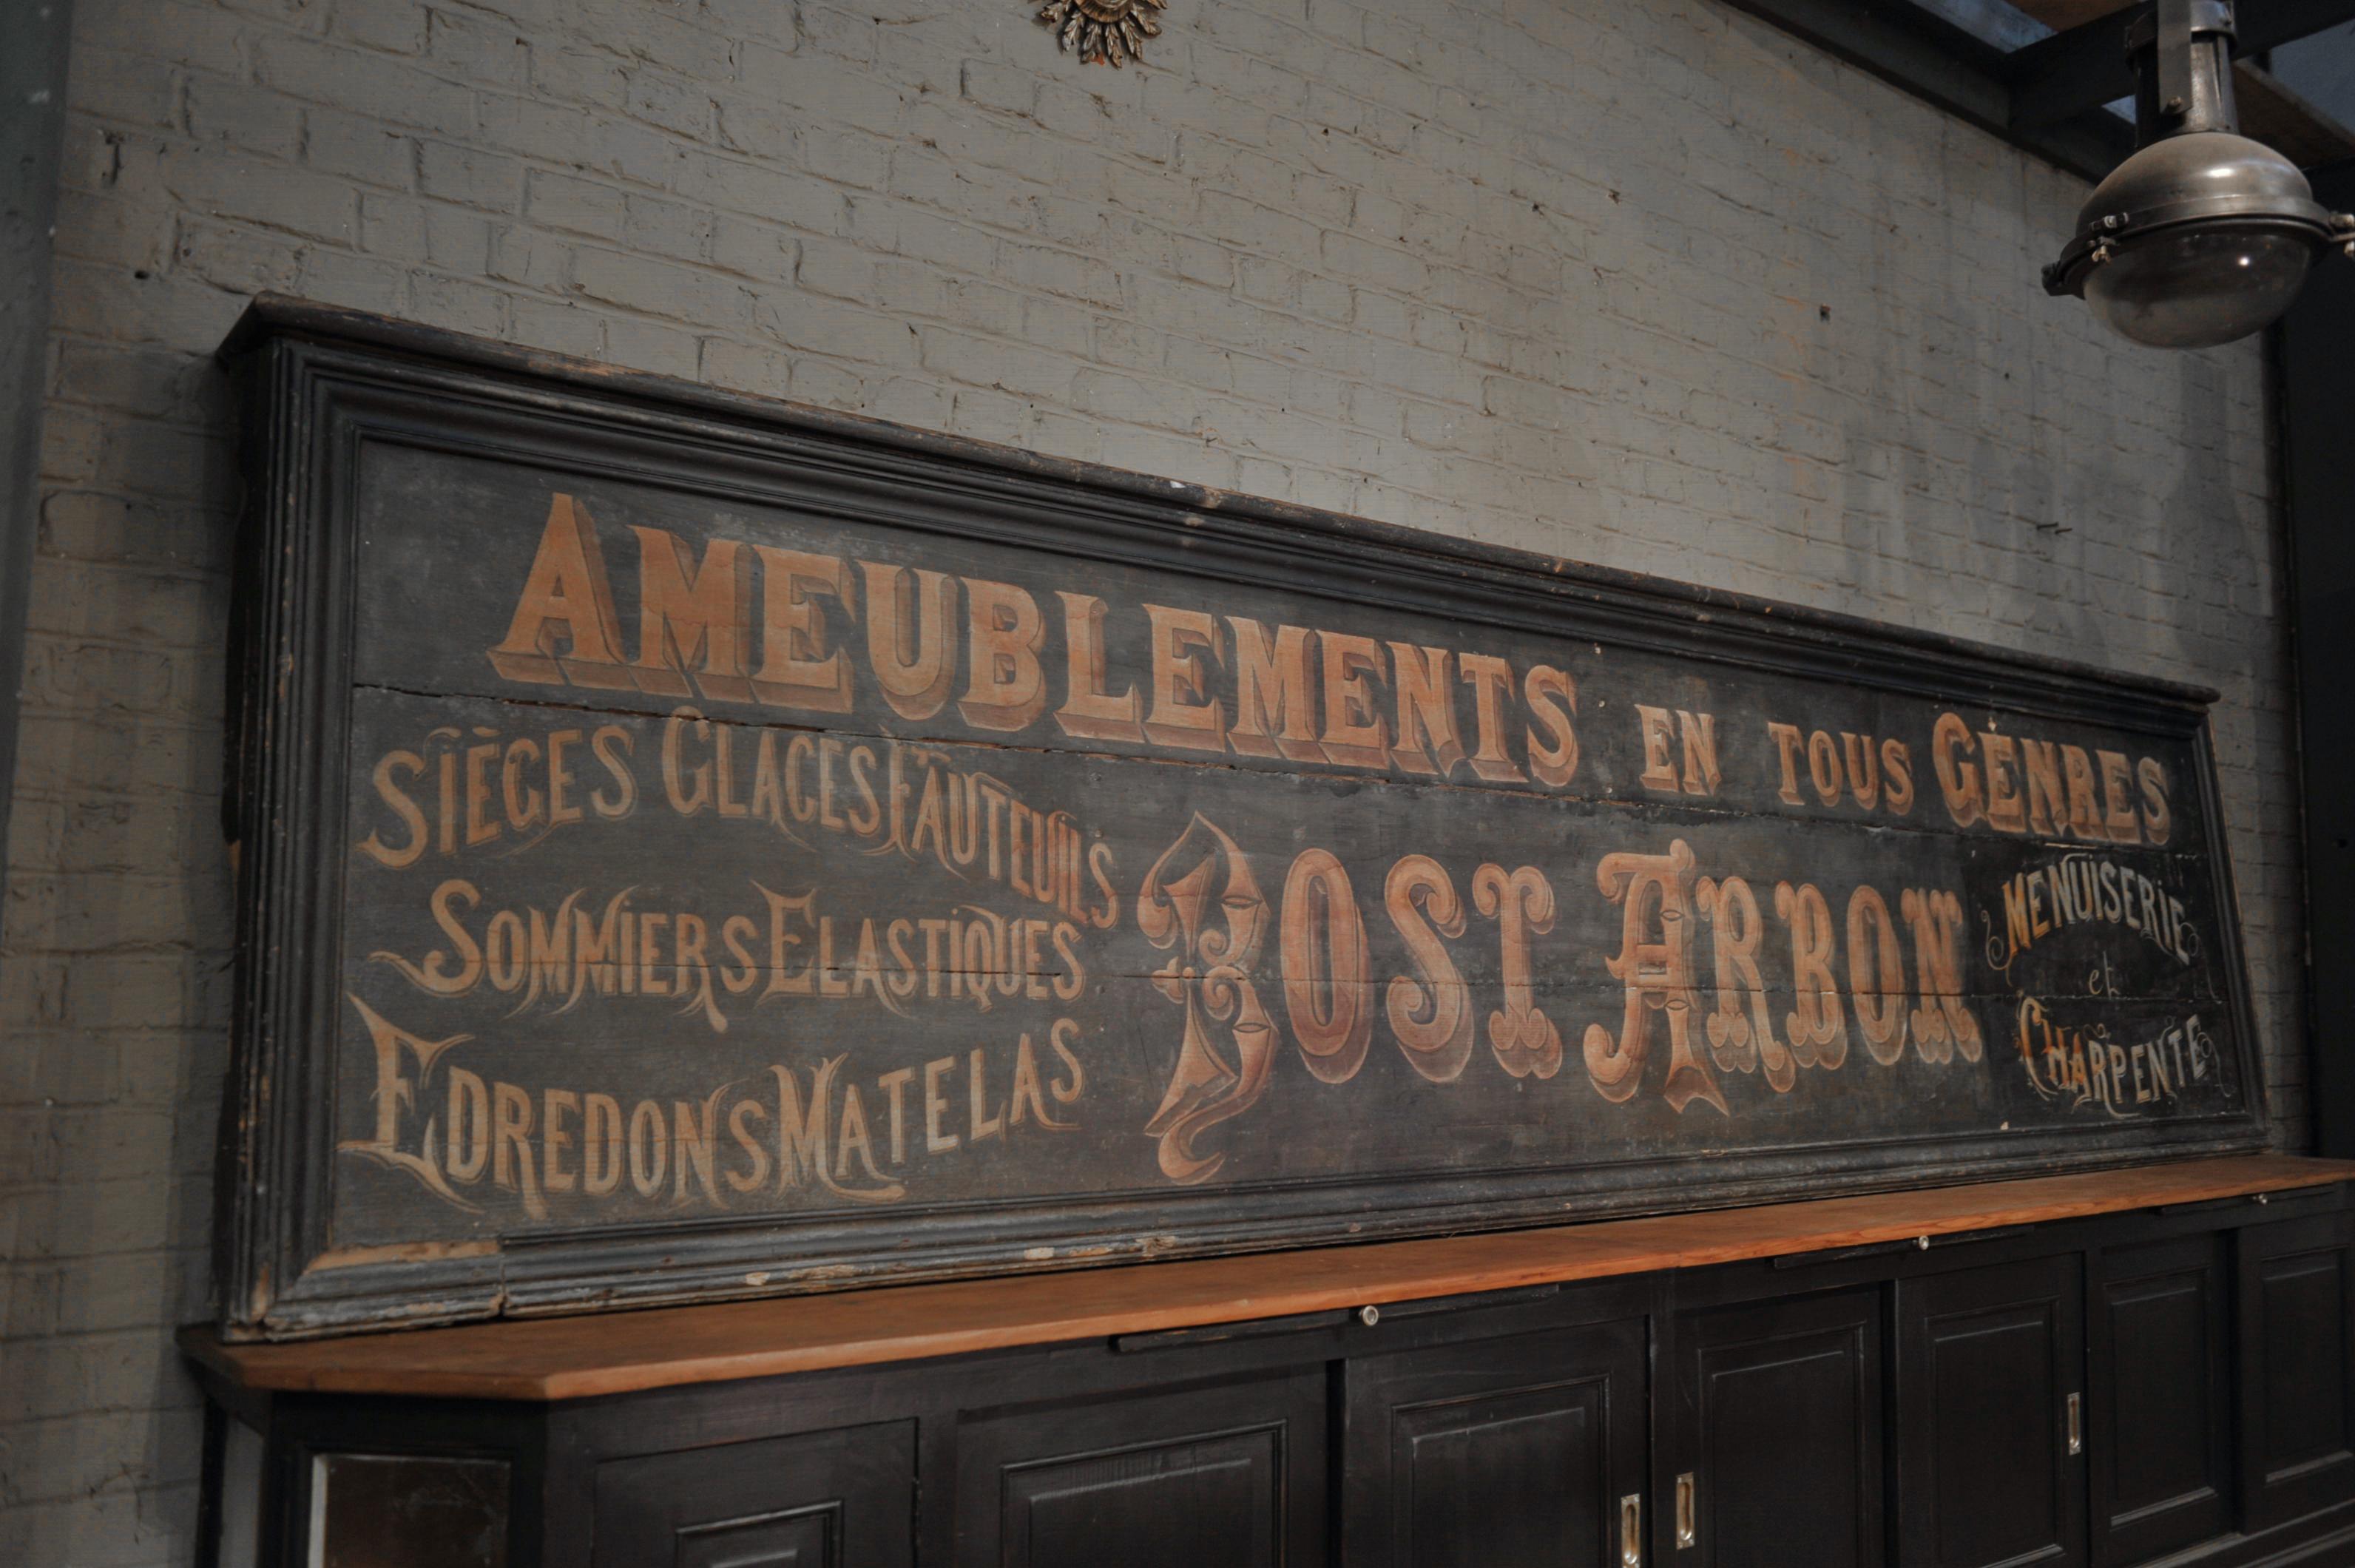 AMEUBLEMENTS EN TOUS GENRES
SIÈGES GLACES FAUTEUILS
SOMMIERS ELASTIQUES
EDREDONS MATELAS
BOST ARBON
MENUISERIE
et
CHARPENTE